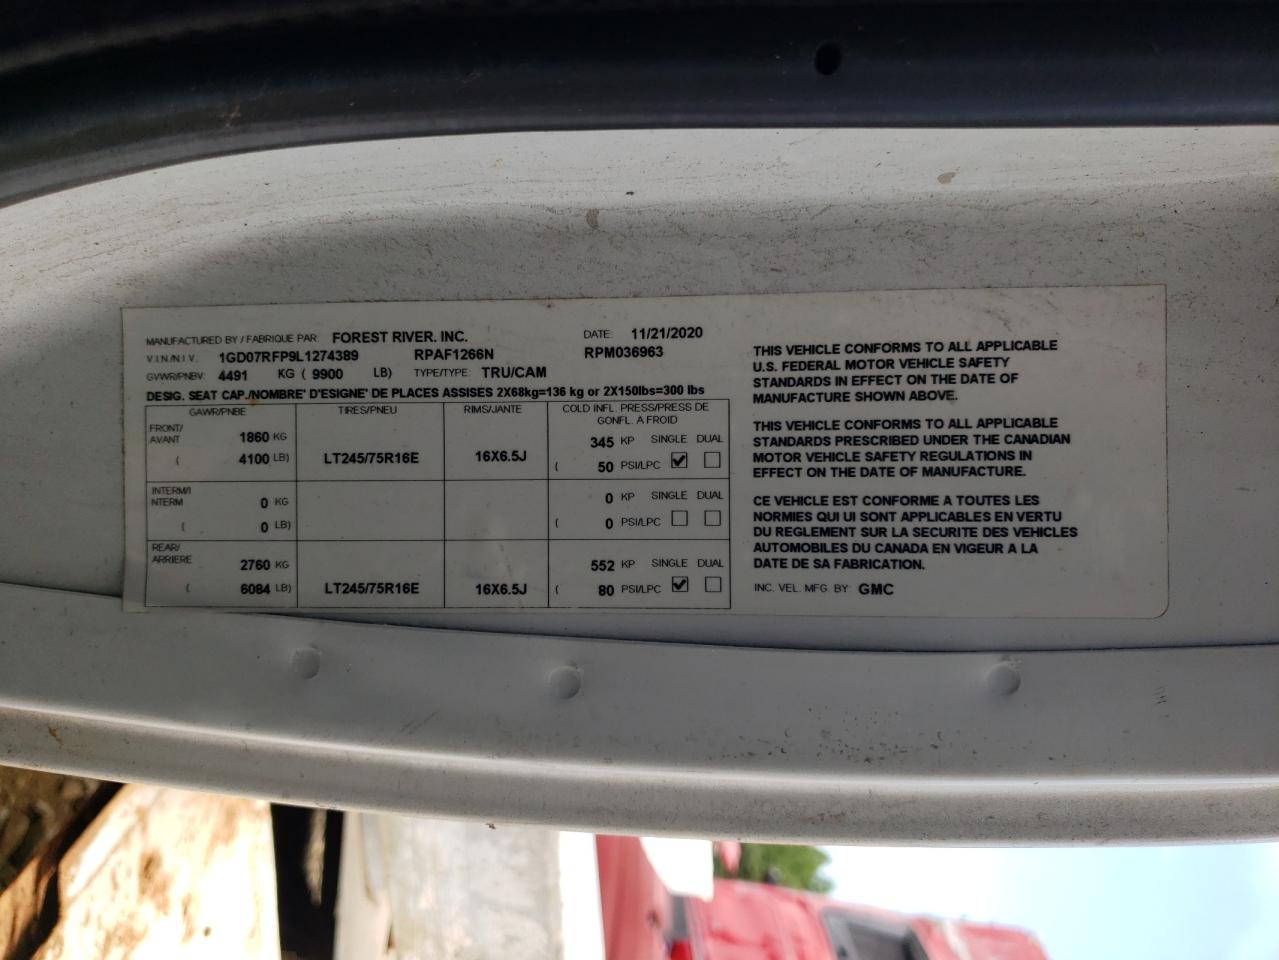 MANUFACTURED BY / FABRIQUE PAR: FOREST RIVER. INC. DATE: 11/21/2020
V.I.N./N.I.V. 1GD07RFP9L1274389 RPAF1266N RPM036963
GVWR/PNBV: 4491 KG ( 9900 LB) TYPE/TYPE: TRU/CAM
DESIG. SEAT CAP./NOMBRE' D'ESIGNE' DE PLACES ASSISES 2X68kg=136 kg or 2X150lbs=300 lbs
GAWR/PNBE TIRES/PNEU RIMS/JANTE COLD INFL. PRESS/PRESS DE
GONFL. A FROID
FRONT/
AVANT 1860 KG 345 KP SINGLE DUAL
( 4100 LB) LT245/75R16E 16X6.5J ( 50 PSI/LPC
INTERM/I
NTERM 0 KG 0 KP SINGLE DUAL
( 0 LB) ( 0 PSI/LPC
REAR/
ARRIERE 2760 KG 552 KP SINGLE DUAL
( 6084 LB) LT245/75R16E 16X6.5J ( 80 PSI/LPC
THIS VEHICLE CONFORMS TO ALL APPLICABLE
U.S. FEDERAL MOTOR VEHICLE SAFETY
STANDARDS IN EFFECT ON THE DATE OF
MANUFACTURE SHOWN ABOVE.
THIS VEHICLE CONFORMS TO ALL APPLICABLE
STANDARDS PRESCRIBED UNDER THE CANADIAN
MOTOR VEHICLE SAFETY REGULATIONS IN
EFFECT ON THE DATE OF MANUFACTURE.
CE VEHICLE EST CONFORME A TOUTES LES
NORMIES QUI UI SONT APPLICABLES EN VERTU
DU REGLEMENT SUR LA SECURITE DES VEHICLES
AUTOMOBILES DU CANADA EN VIGEUR A LA
DATE DE SA FABRICATION.
INC. VEL. MFG. BY: GMC